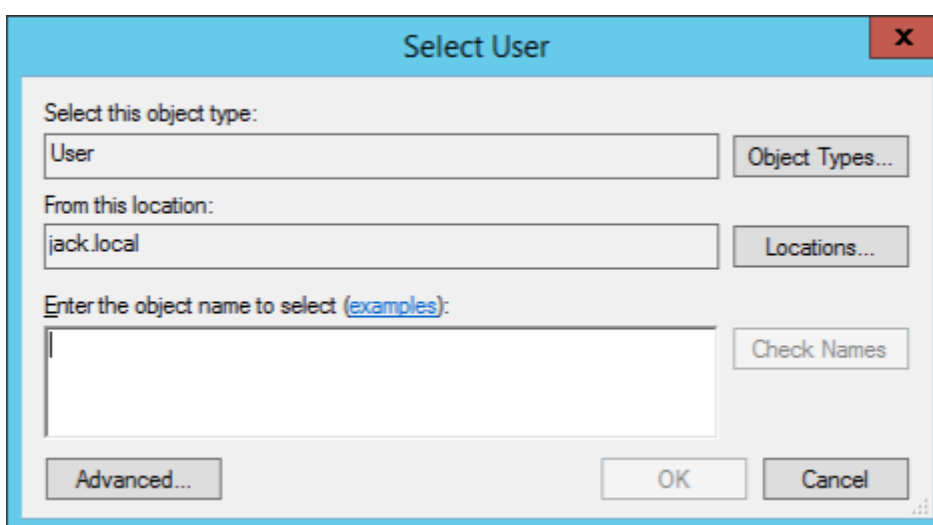 Select User
x
Select this object type:
User
Object Types...
From this location:
jack.local
Locations...
Enter the object name to select (examples):
Check Names
Advanced...
OK
Cancel